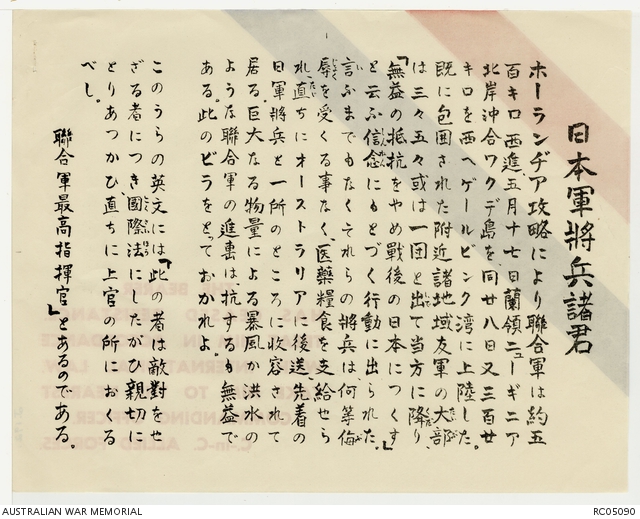 日本軍將兵諸君
ホーランヂア攻略により聯合軍は約五
百キロ西進、五月十七日蘭領ニューギニア
北岸沖合ワクデ島を、同廿八日又三百廿
キロを西へゲールビンク湾に上陸した。
既に包囲された附近諸地域友軍の大部
は三々五々或は一団と出て当方に降り、
「無益の抵抗をやめ戰後の日本につくす」
と云ふ信念にもとづく行動に出られた。
言ふまでもなくそれらの將兵は、何等侮
辱を受くる事なく、医藥糧食を支給せら
れ直ちにオーストラリアに後送、先着の
日軍將兵と一所のところに收容されて
居る。巨大なる物量による暴風か洪水の
ような聯合軍の進(撃)は、抗するも無益で
ある。此のビラをとっておかれよ。
このうらの英文には「此の者は敵對をせ
ざる者につき國際法にしたがひ親切に
とりあつかひ、直ちに上官の所におくる
べし。
聯合軍最高指揮官」とあるのである。
AUSTRALIAN WAR MEMORIAL
RC05090